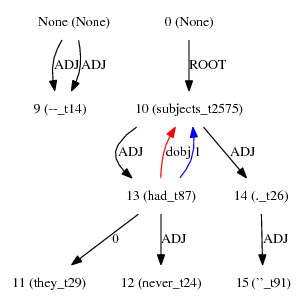 None (None) 0 (None)
ADJ ADJ ROOT
9 (--_t14) 10 (subjects_t2575)
ADJ dobj 1 ADJ
13 (had_t87) 14 (._t26)
0 ADJ ADJ
11 (they_t29) 12 (never_t24) 15 (''_t91)